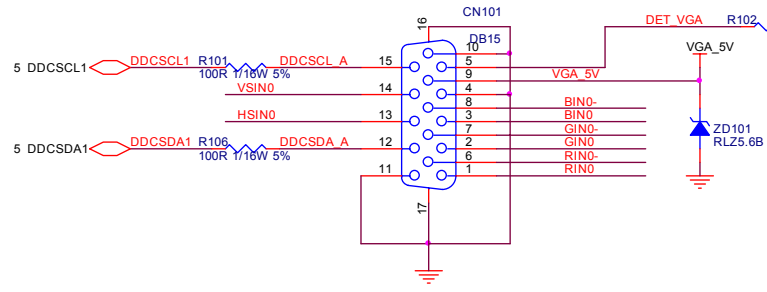 CN101
DB15
16
DET_VGA R102
VGA_5V
10
5 DDCSCL1 DDCSCL1 R101 DDCSCL_A 15 5
100R 1/16W 5%
9 VGA_5V
VSIN0 14 4
8 BIN0-
HSIN0 13 3 BIN0
7 GIN0-
ZD101
RLZ5.6B
5 DDCSDA1 DDCSDA1 R106 DDCSDA_A 12 2 GIN0
100R 1/16W 5%
6 RIN0-
11 1 RIN0
17